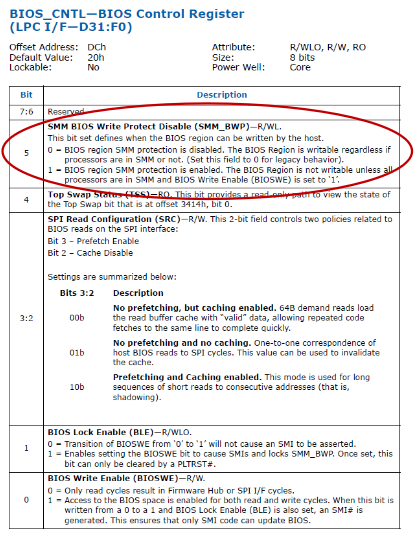 BIOS_CNTL—BIOS Control Register
(LPC I/F—D31:F0)
Offset Address: DCh Attribute: R/WLO, R/W, RO
Default Value: 20h Size: 8 bits
Lockable: No Power Well: Core
Bit Description
7:6 Reserved
SMM BIOS Write Protect Disable (SMM_BWP)—R/WL.
This bit set defines when the BIOS region can be written by the host.
5 0 = BIOS region SMM protection is disabled. The BIOS Region is writable regardless if
processors are in SMM or not. (Set this field to 0 for legacy behavior).
1 = BIOS region SMM protection is enabled. The BIOS Region is not writable unless all
processors are in SMM and BIOS Write Enable (BIOSWE) is set to '1'.
4 Top Swap Status (TSS)—RO. This bit provides a read-only path to view the state of
the Top Swap bit that is at offset 3414h, bit 0.
SPI Read Configuration (SRC)—R/W. This 2-bit field controls two policies related to
BIOS reads on the SPI interface:
Bit 3 – Prefetch Enable
Bit 2 – Cache Disable
Settings are summarized below:
Bits 3:2 Description
No prefetching, but caching enabled. 64B demand reads load
00b the read buffer cache with "valid" data, allowing repeated code
fetches to the same line to complete quickly.
3:2 No prefetching and no caching. One-to-one correspondence of
01b host BIOS reads to SPI cycles. This value can be used to invalidate
the cache.
Prefetching and Caching enabled. This mode is used for long
10b sequences of short reads to consecutive addresses (that is,
shadowing).
BIOS Lock Enable (BLE)—R/WLO.
0 = Transition of BIOSWE from '0' to '1' will not cause an SMI to be asserted.
1 1 = Enables setting the BIOSWE bit to cause SMIs and locks SMM_BWP. Once set, this
bit can only be cleared by a PLTRST#.
BIOS Write Enable (BIOSWE)—R/W.
0 = Only read cycles result in Firmware Hub or SPI I/F cycles.
0 1 = Access to the BIOS space is enabled for both read and write cycles. When this bit is
written from a 0 to a 1 and BIOS Lock Enable (BLE) is also set, an SMI# is
generated. This ensures that only SMI code can update BIOS.